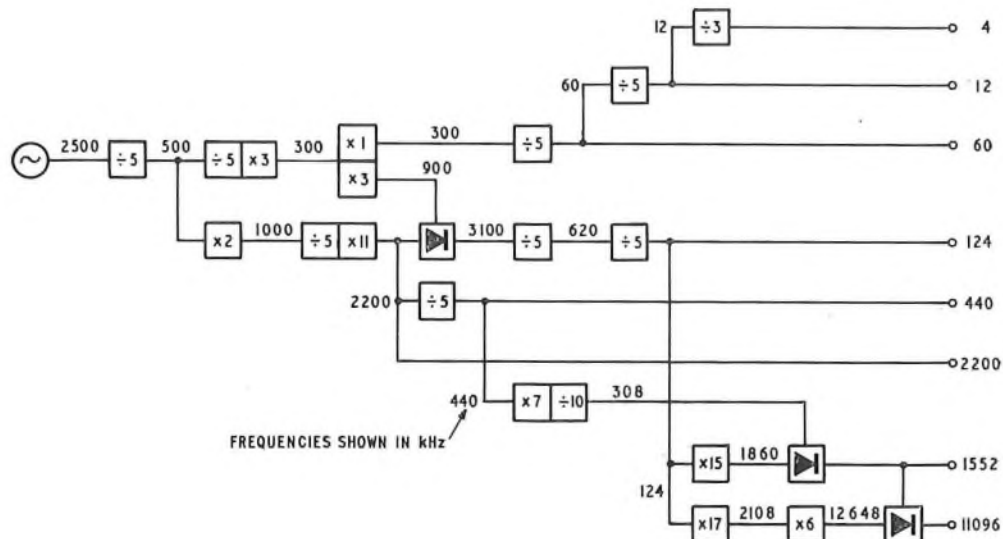 12 ÷3 4
60 ÷5 12
2500 ÷5 500 ÷5 x3 300 x1 300 ÷5 60
x3 900
x2 1000 ÷5 x11 3100 ÷5 620 ÷5 124
2200 ÷5 440
2200
440 x7 ÷10 308
FREQUENCIES SHOWN IN kHz
x15 1860 1552
124
x17 2108 x6 12648 11096